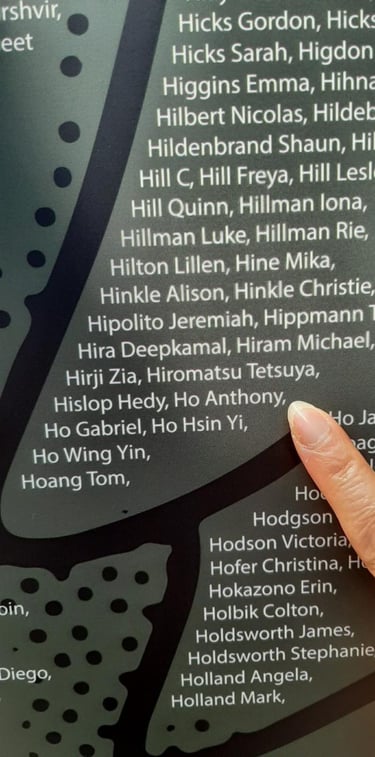 rshvir,
eet
Hicks Gordon, Hicks
Hicks Sarah, Higdon
Higgins Emma, Hihna
Hilbert Nicolas, Hildeb
Hildenbrand Shaun, Hil
Hill C, Hill Freya, Hill Lesl
Hill Quinn, Hillman Iona,
Hillman Luke, Hillman Rie,
Hilton Lillen, Hine Mika,
Hinkle Alison, Hinkle Christie,
Hipolito Jeremiah, Hippmann T
Hira Deepkamal, Hiram Michael,
Hirji Zia, Hiromatsu Tetsuya,
Hislop Hedy, Ho Anthony,
Ho Gabriel, Ho Hsin Yi,
Ho Wing Yin,
Hoang Tom,
Ho Ja
Hodgson
Hodson Victoria,
Hofer Christina, H
Hokazono Erin,
Holbik Colton,
Holdsworth James,
Holdsworth Stephanie
Holland Angela,
Holland Mark,
oin,
Diego,